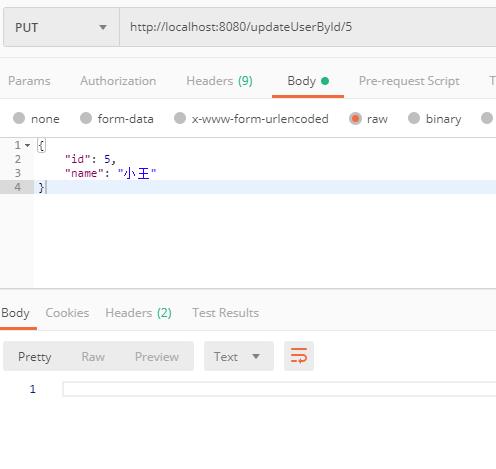 PUT http://localhost:8080/updateUserById/5
Params Authorization Headers (9) Body Pre-request Script T
none form-data x-www-form-urlencoded raw binary
1 {
2 "id": 5,
3 "name": "小王"
4 }
Body Cookies Headers (2) Test Results
Pretty Raw Preview Text
1